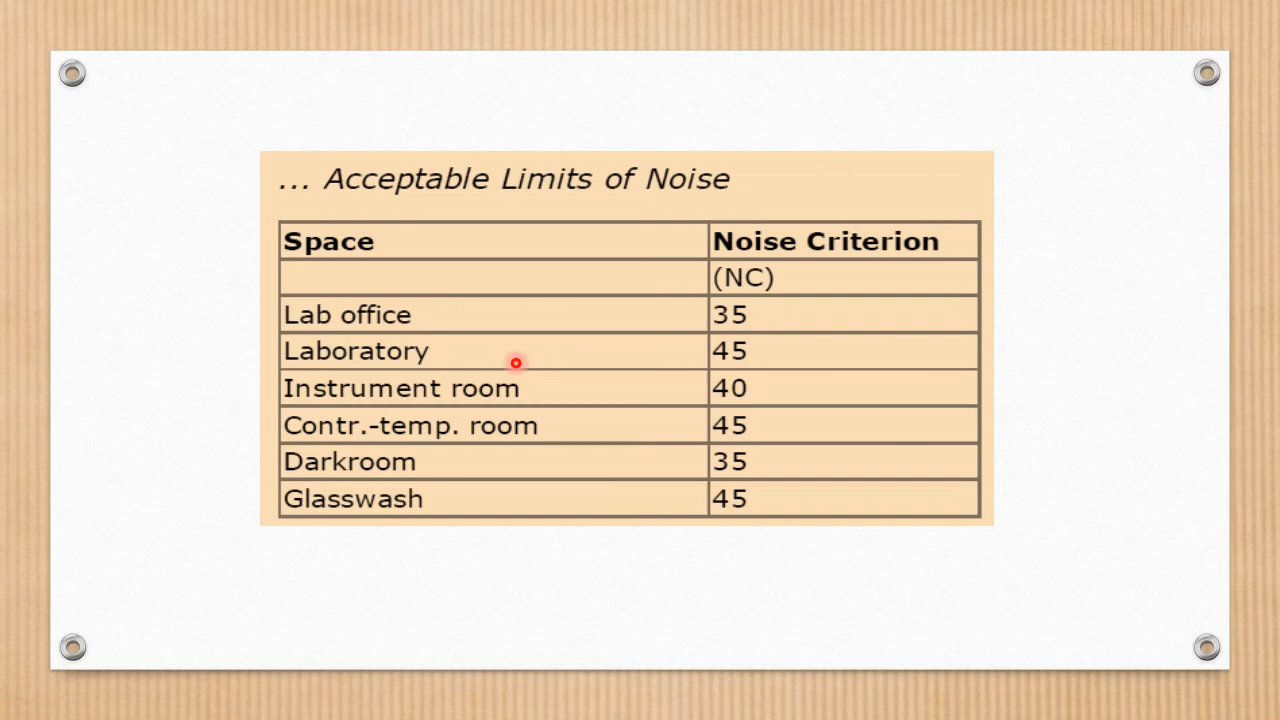 ... Acceptable Limits of Noise
Space Noise Criterion
(NC)
Lab office 35
Laboratory 45
Instrument room 40
Contr.-temp. room 45
Darkroom 35
Glasswash 45